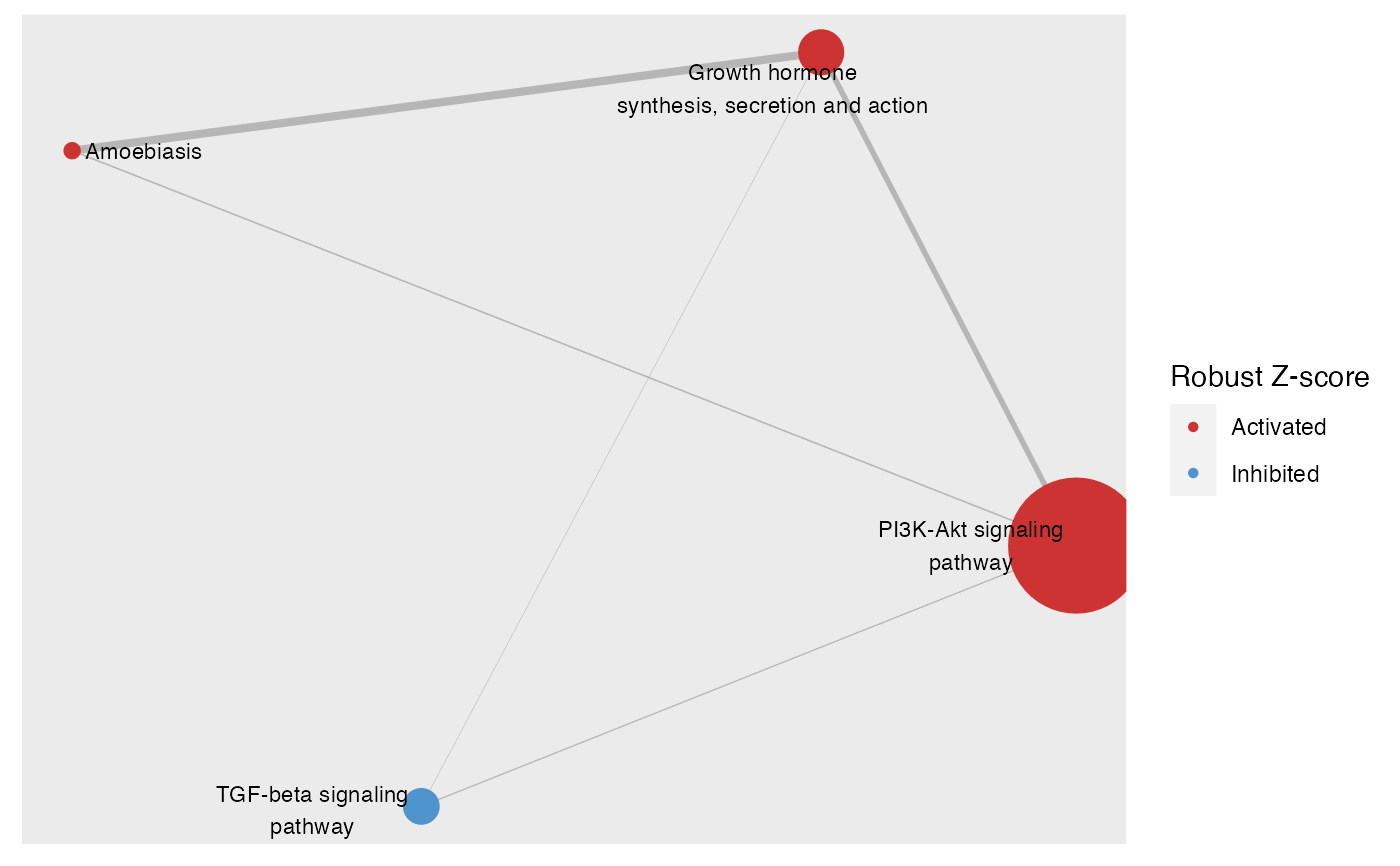 Growth hormone
synthesis, secretion and action
Amoebiasis
PI3K-Akt signaling
pathway
TGF-beta signaling
pathway
Robust Z-score
Activated
Inhibited